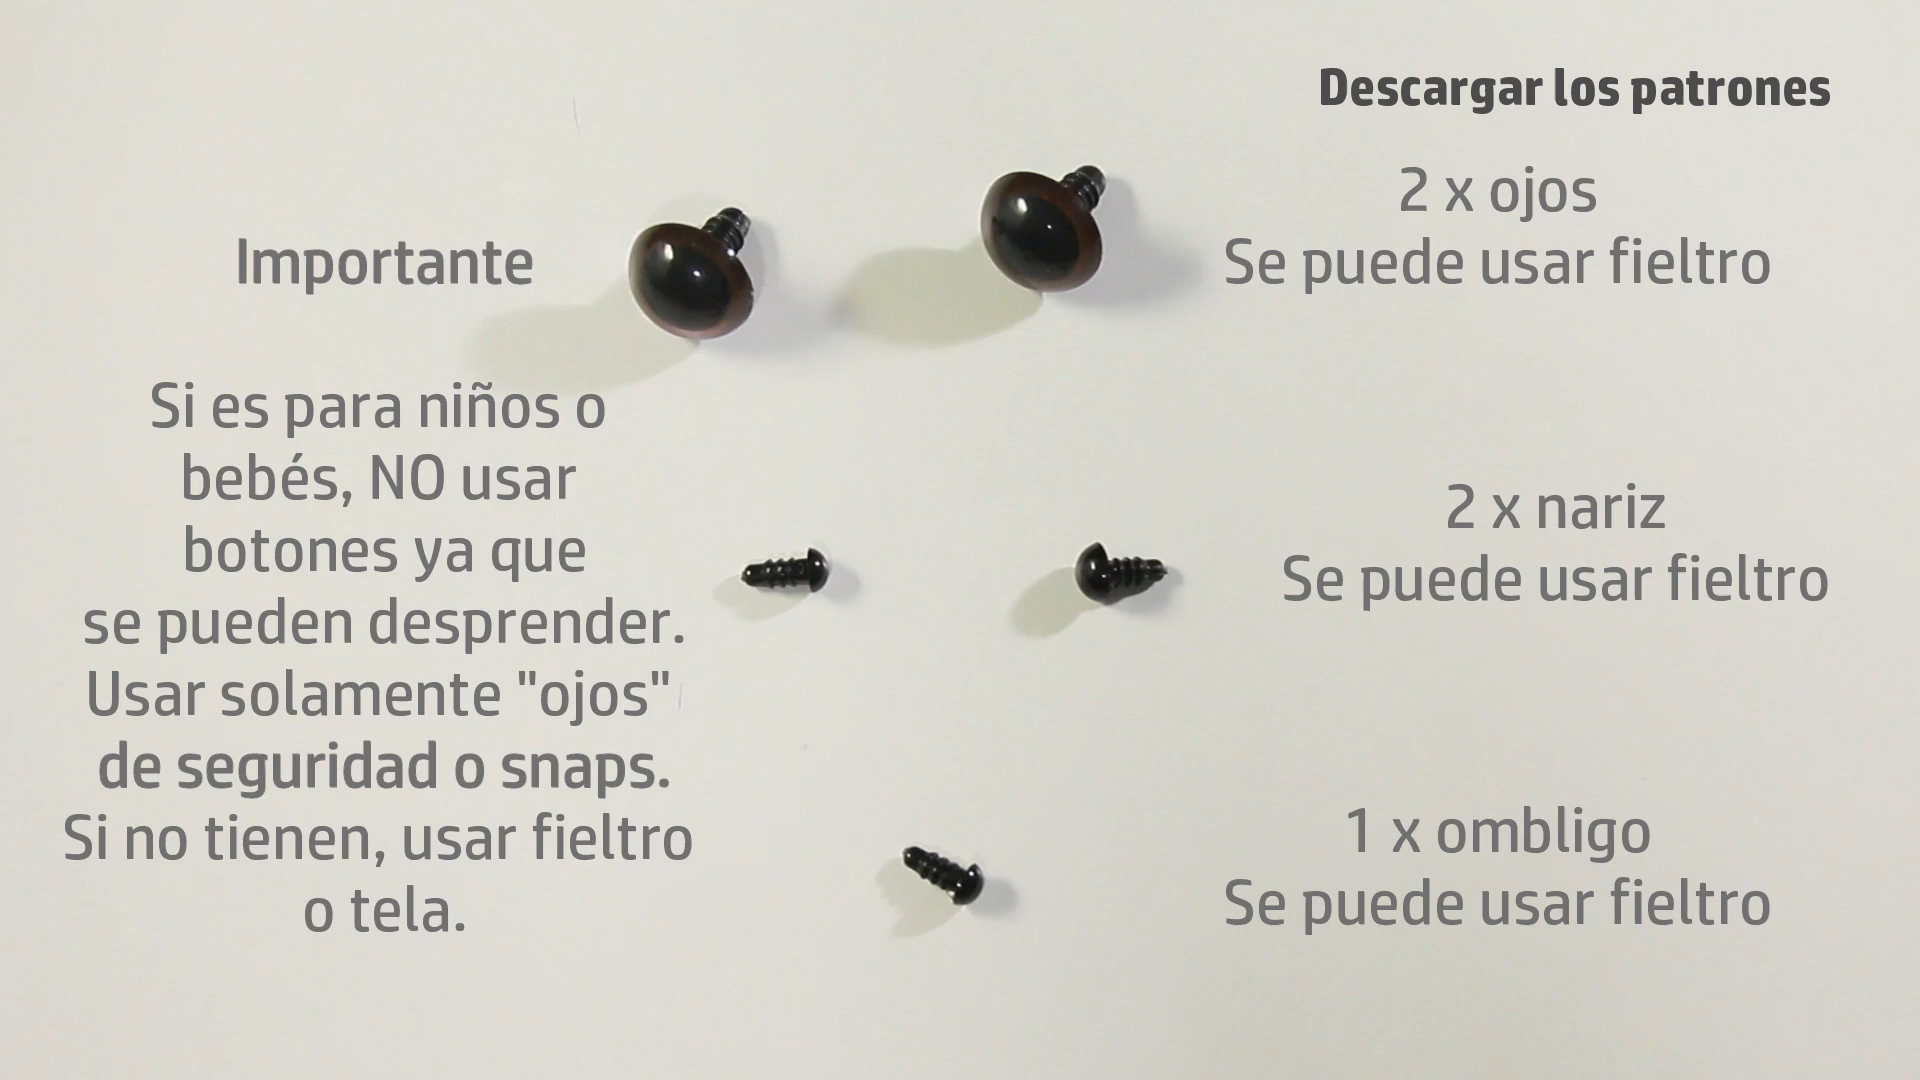 Descargar los patrones
Importante
Si es para niños o
bebés, NO usar
botones ya que
se pueden desprender.
Usar solamente "ojos"
de seguridad o snaps.
Si no tienen, usar fieltro
o tela.
2 x ojos
Se puede usar fieltro
2 x nariz
Se puede usar fieltro
1 x ombligo
Se puede usar fieltro